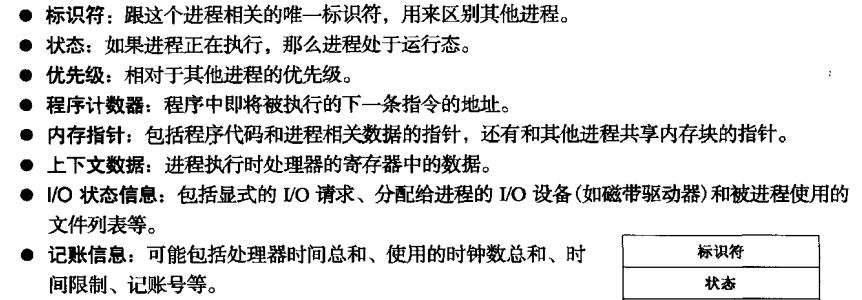 ● 标识符：跟这个进程相关的唯一标识符，用来区别其他进程。
● 状态：如果进程正在执行，那么进程处于运行态。
● 优先级：相对于其他进程的优先级。
● 程序计数器：程序中即将被执行的下一条指令的地址。
● 内存指针：包括程序代码和进程相关数据的指针，还有和其他进程共享内存块的指针。
● 上下文数据：进程执行时处理器的寄存器中的数据。
● I/O 状态信息：包括显式的 I/O 请求、分配给进程的 I/O 设备(如磁带驱动器)和被进程使用的
文件列表等。
● 记账信息：可能包括处理器时间总和、使用的时钟数总和、时
间限制、记账号等。
标识符
状态